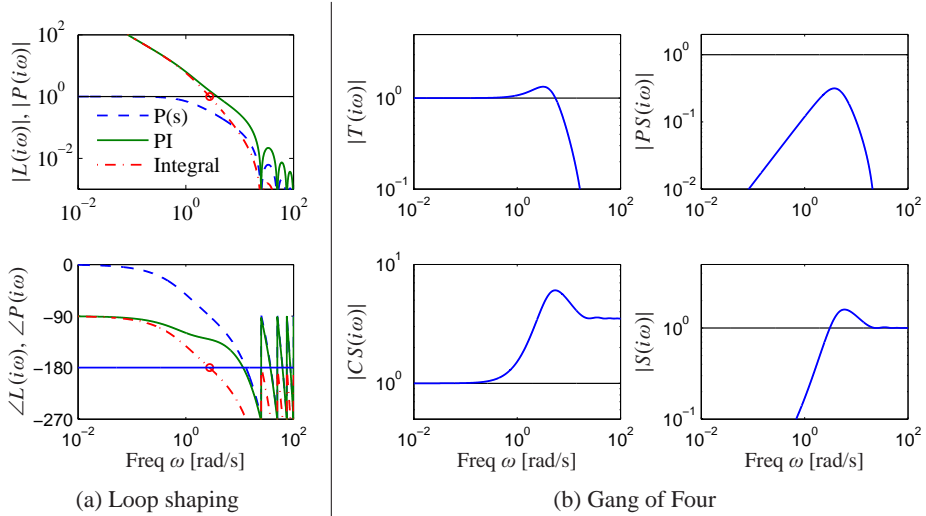 |L(iω)|, |P(iω)|
10^2
10^0
10^-2
P(s)
PI
Integral
10^-2
10^0
10^2
∠L(iω), ∠P(iω)
0
−90
−180
−270
10^-2
10^0
10^2
Freq ω [rad/s]
(a) Loop shaping
|T(iω)|
10^0
10^-1
10^-2
10^0
10^2
|PS(iω)|
10^0
10^-1
10^-2
10^-2
10^0
10^2
|CS(iω)|
10^1
10^0
10^-2
10^0
10^2
Freq ω [rad/s]
|S(iω)|
10^0
10^-1
10^-2
10^0
10^2
Freq ω [rad/s]
(b) Gang of Four